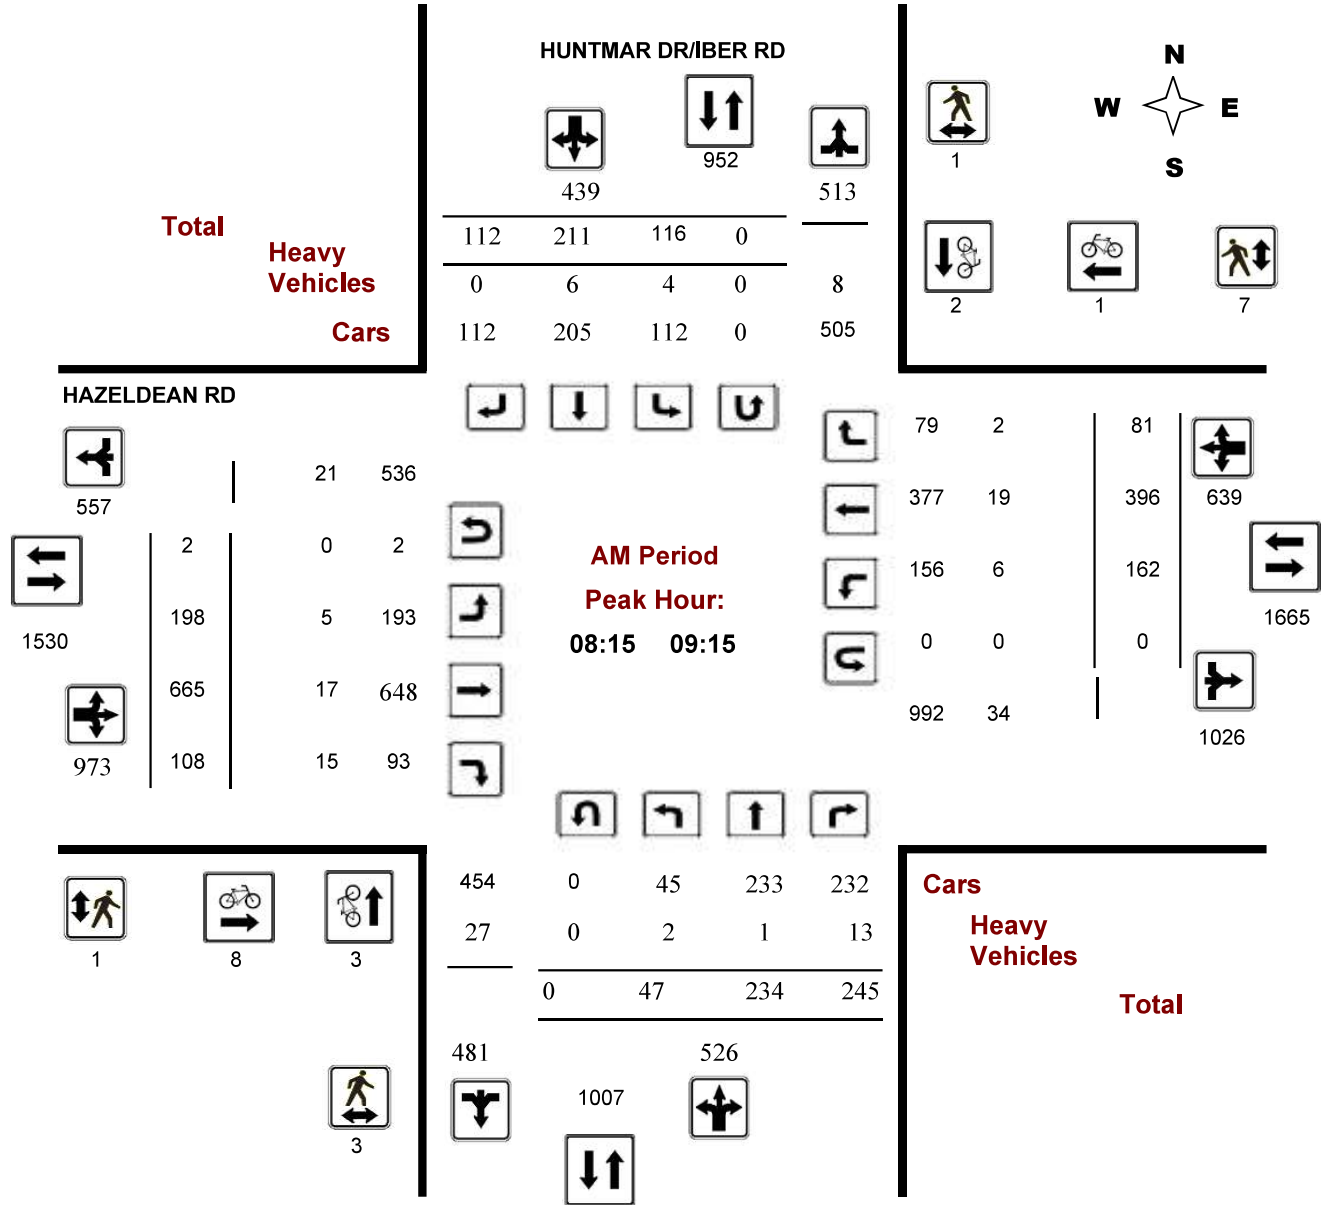 HUNTMAR DR/IBER RD
N
W E
S
952
1
439 513
Total
112 211 116 0
Heavy
Vehicles
0 6 4 0 8
2 1 7
Cars
112 205 112 0 505
HAZELDEAN RD
79 2 81
21 536
557
377 19 396 639
2 0 2
AM Period
156 6 162
Peak Hour:
198 5 193
1665
1530
08:15 09:15
0 0 0
665 17 648
992 34
1026
973
108 15 93
454 0 45 233 232
Cars
27 0 2 1 13
Heavy
Vehicles
1 8 3
0 47 234 245
Total
481 526
1007
3